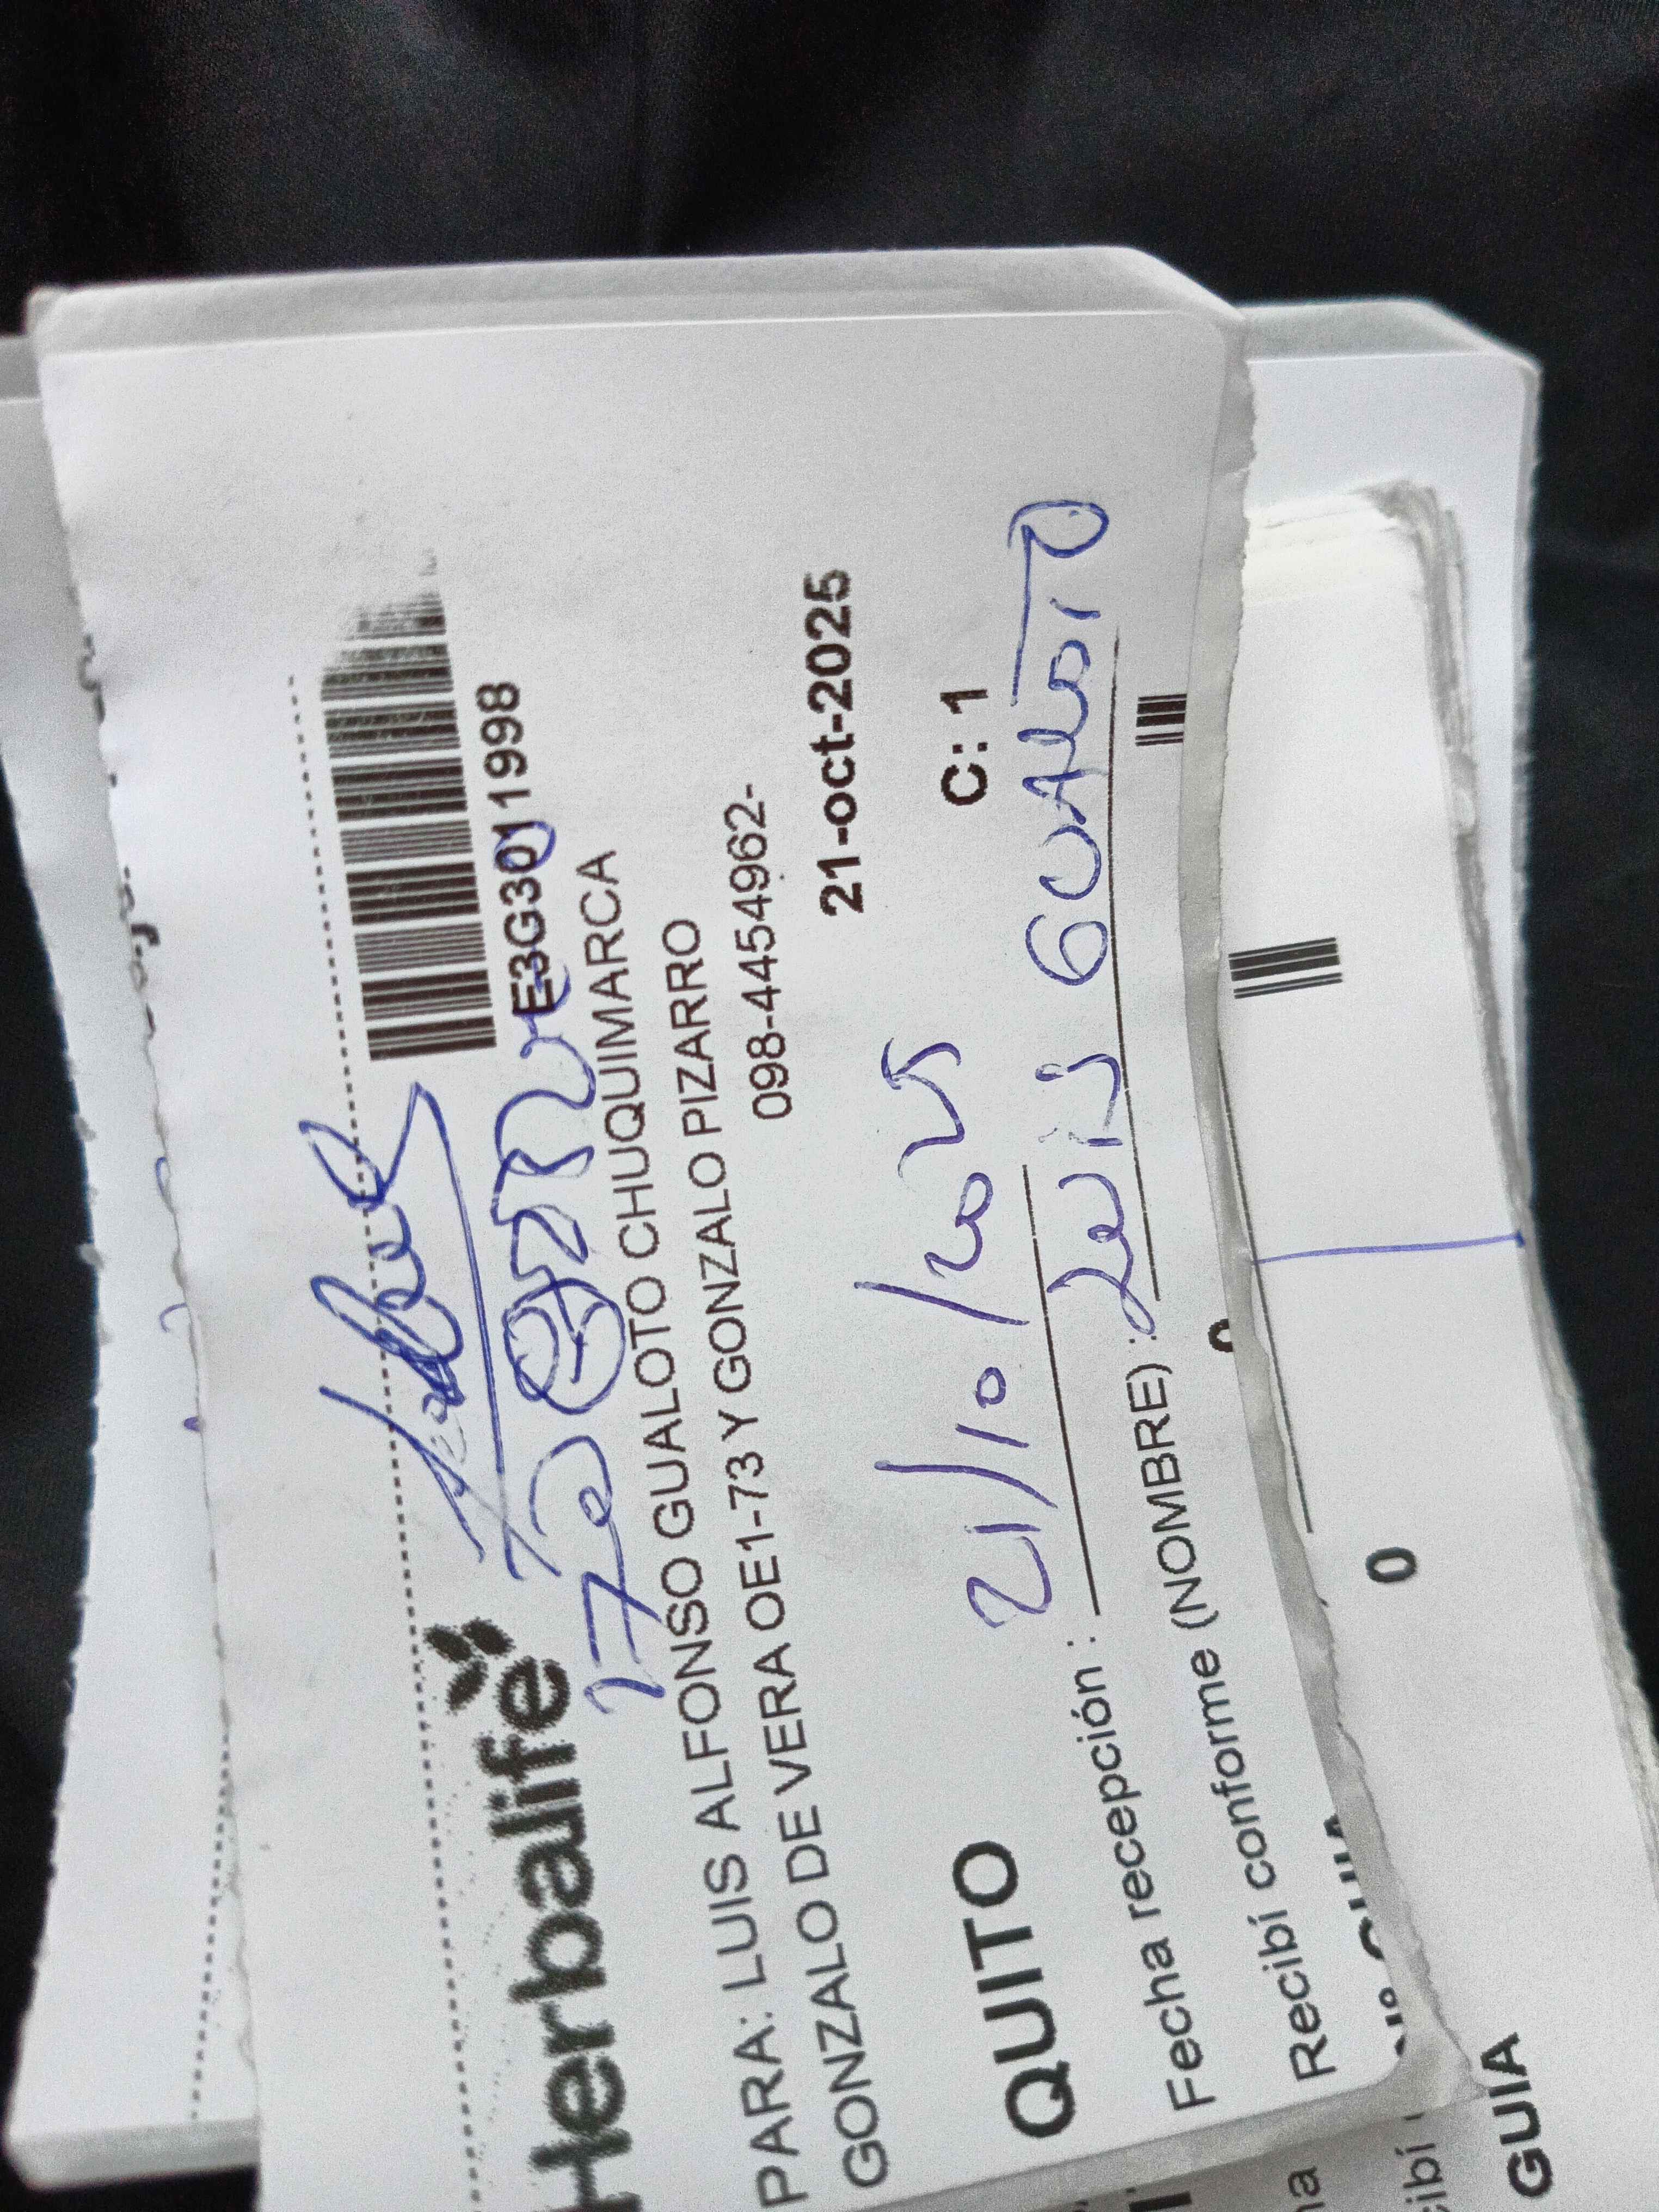 Herbalife
E3G3011998
PARA: LUIS ALFONSO GUALOTO CHUQUIMARCA
GONZALO DE VERA OE1-73 Y GONZALO PIZARRO
098-4454962-
21-oct-2025
QUITO
C: 1
Fecha recepción : 21/10/2025
Recibí conforme (NOMBRE) : Luis GUALOTO
0
GUIA